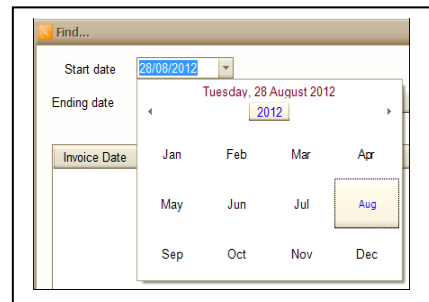 Find...
Start date 28/08/2012
Tuesday, 28 August 2012
Ending date
2012
Invoice Date
Jan Feb Mar Apr
May Jun Jul Aug
Sep Oct Nov Dec